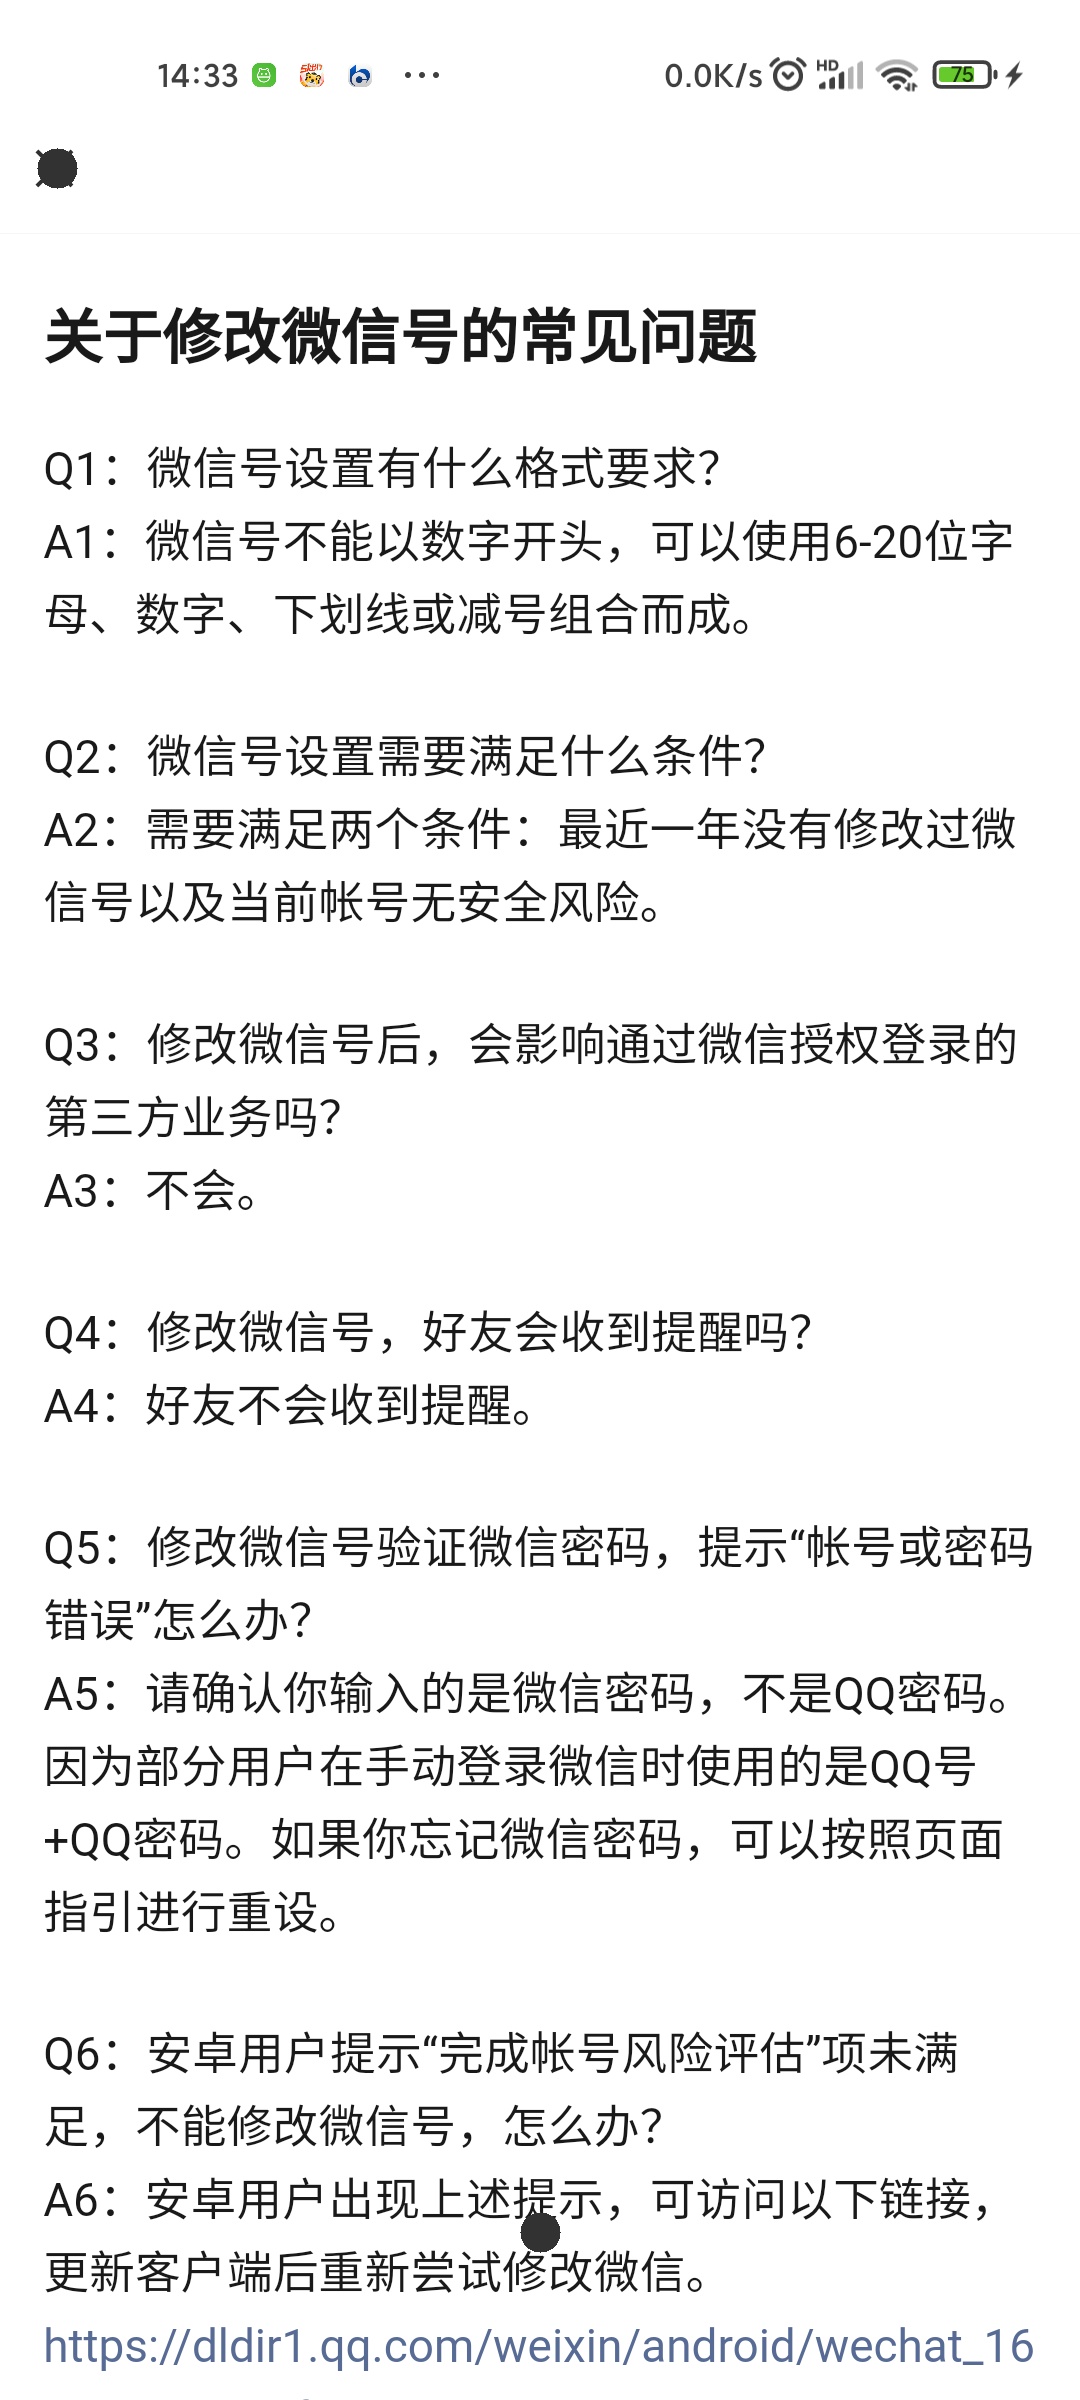 14:33
0.0K/s
HD
75
关于修改微信号的常见问题
Q1：微信号设置有什么格式要求？
A1：微信号不能以数字开头，可以使用6-20位字
母、数字、下划线或减号组合而成。
Q2：微信号设置需要满足什么条件？
A2：需要满足两个条件：最近一年没有修改过微
信号以及当前帐号无安全风险。
Q3：修改微信号后，会影响通过微信授权登录的
第三方业务吗？
A3：不会。
Q4：修改微信号，好友会收到提醒吗？
A4：好友不会收到提醒。
Q5：修改微信号验证微信密码，提示“帐号或密码
错误”怎么办？
A5：请确认你输入的是微信密码，不是QQ密码。
因为部分用户在手动登录微信时使用的是QQ号
+QQ密码。如果你忘记微信密码，可以按照页面
指引进行重设。
Q6：安卓用户提示“完成帐号风险评估”项未满
足，不能修改微信号，怎么办？
A6：安卓用户出现上述提示，可访问以下链接，
更新客户端后重新尝试修改微信。
https://dldir1.qq.com/weixin/android/wechat_16